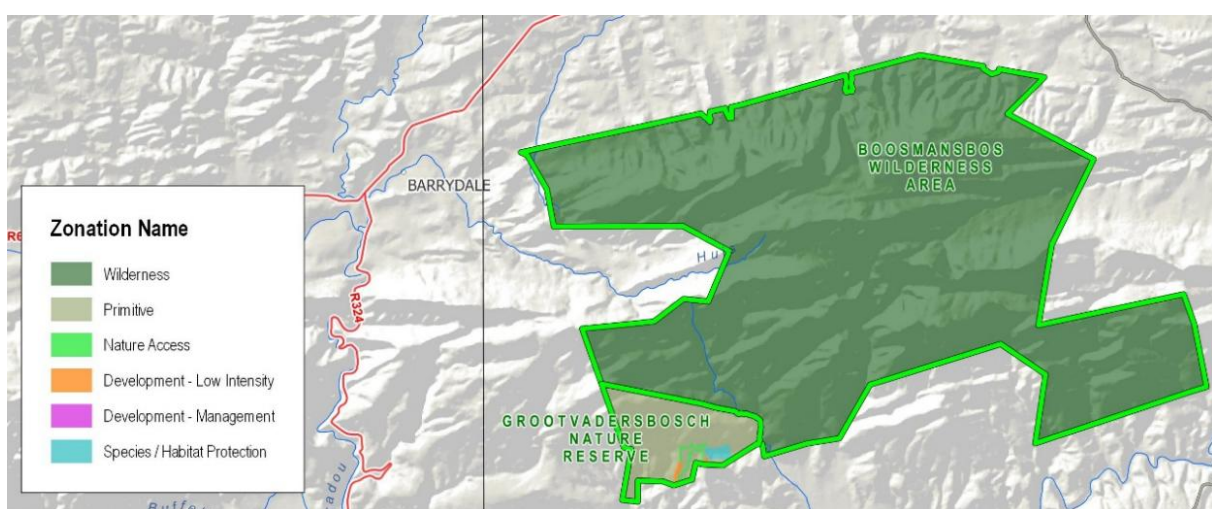 BOOSMANSBOS
WILDERNESS
AREA
BARRYDALE
Zonation Name
Wilderness
Primitive
Nature Access
Development - Low Intensity
Development - Management
Species / Habitat Protection
R324
GROOTVADERSBOSCH
NATURE
RESERVE